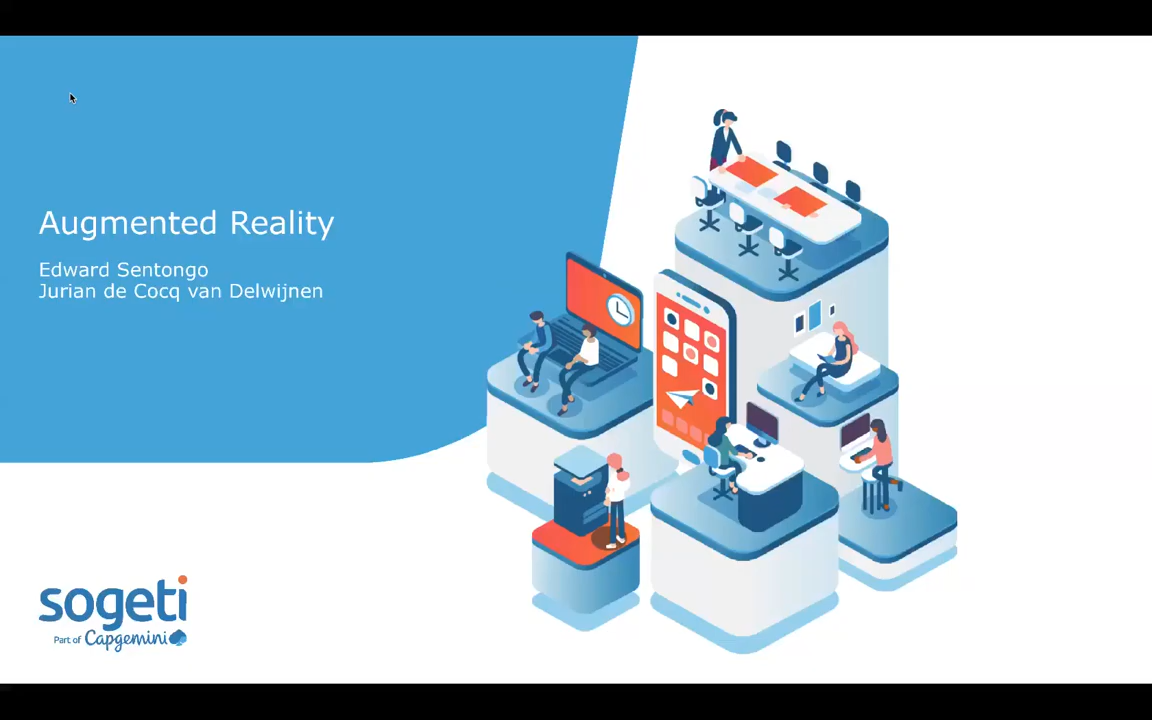 Augmented Reality
Edward Sentongo
Jurian de Cocq van Delwijnen
sogeti
Part of Capgemini